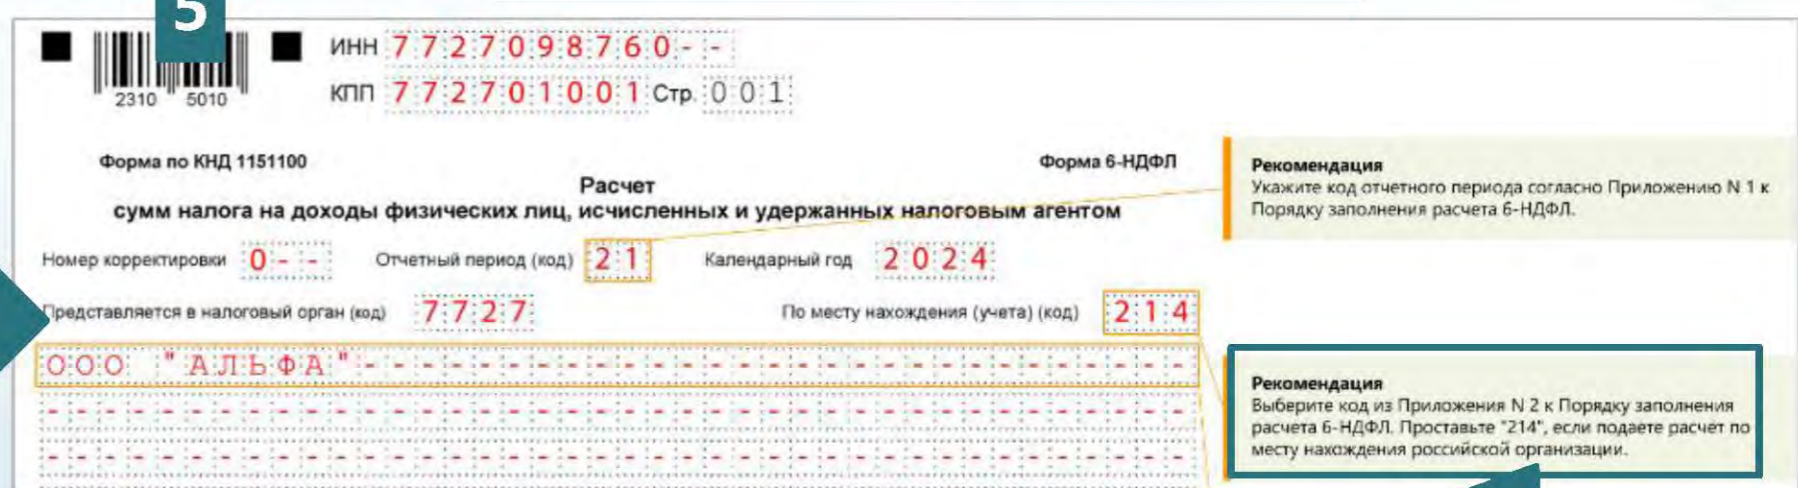 5
ИНН 7727098760--
2310 5010
КПП 772701001 Стр. 001
Форма по КНД 1151100
Форма 6-НДФЛ
Расчет
сумм налога на доходы физических лиц, исчисленных и удержанных налоговым агентом
Номер корректировки 0-- Отчетный период (код) 21 Календарный год 2024
Представляется в налоговый орган (код) 7727 По месту нахождения (учета) (код) 214
ООО "АЛЬФА"-----------------------------
----------------------------------------
----------------------------------------
Рекомендация
Укажите код отчетного периода согласно Приложению N 1 к
Порядку заполнения расчета 6-НДФЛ.
Рекомендация
Выберите код из Приложения N 2 к Порядку заполнения
расчета 6-НДФЛ. Проставьте "214", если подаете расчет по
месту нахождения российской организации.